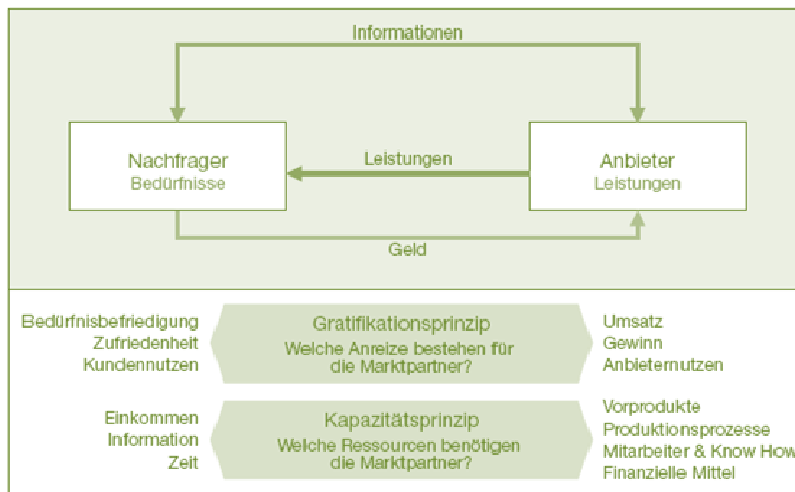 Informationen
Nachfrager
Bedürfnisse
Leistungen
Anbieter
Leistungen
Geld
Bedürfnisbefriedigung
Zufriedenheit
Kundennutzen
Gratifikationsprinzip
Welche Anreize bestehen für
die Marktpartner?
Umsatz
Gewinn
Anbieternutzen
Einkommen
Information
Zeit
Kapazitätsprinzip
Welche Ressourcen benötigen
die Marktpartner?
Vorprodukte
Produktionsprozesse
Mitarbeiter & Know How
Finanzielle Mittel